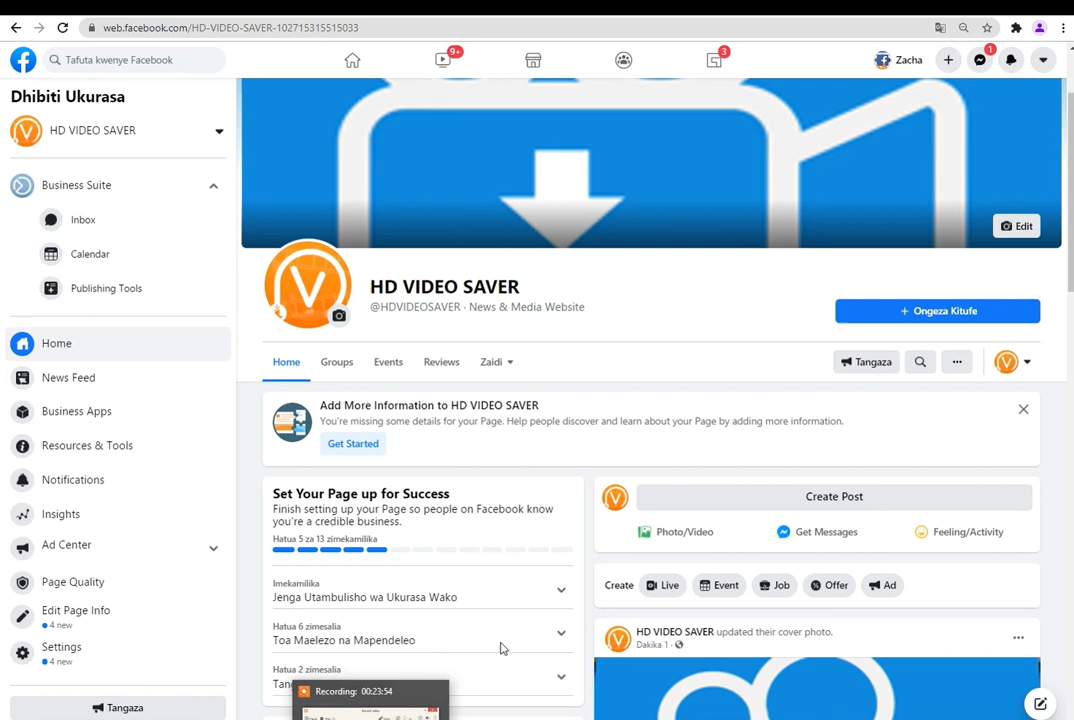 web.facebook.com/HD-VIDEO-SAVER-102715315515033
Tafuta kwenye Facebook
9+
3
Zacha
1
Dhibiti Ukurasa
HD VIDEO SAVER
Business Suite
Inbox
Calendar
Publishing Tools
Home
News Feed
Business Apps
Resources & Tools
Notifications
Insights
Ad Center
Page Quality
Edit Page Info
4 new
Settings
4 new
Tangaza
Edit
V
HD VIDEO SAVER
@HDVIDEOSAVER · News & Media Website
+ Ongeza Kitufe
Home
Groups
Events
Reviews
Zaidi
Tangaza
Add More Information to HD VIDEO SAVER
You're missing some details for your Page. Help people discover and learn about your Page by adding more information.
Get Started
Set Your Page up for Success
Finish setting up your Page so people on Facebook know
you're a credible business.
Hatua 5 za 13 zimekamilika
Imekamilika
Jenga Utambulisho wa Ukurasa Wako
Hatua 6 zimesalia
Toa Maelezo na Mapendeleo
Hatua 2 zimesalia
Recording: 00:23:54
Create Post
Photo/Video
Get Messages
Feeling/Activity
Create
Live
Event
Job
Offer
Ad
HD VIDEO SAVER updated their cover photo.
Dakika 1 ·